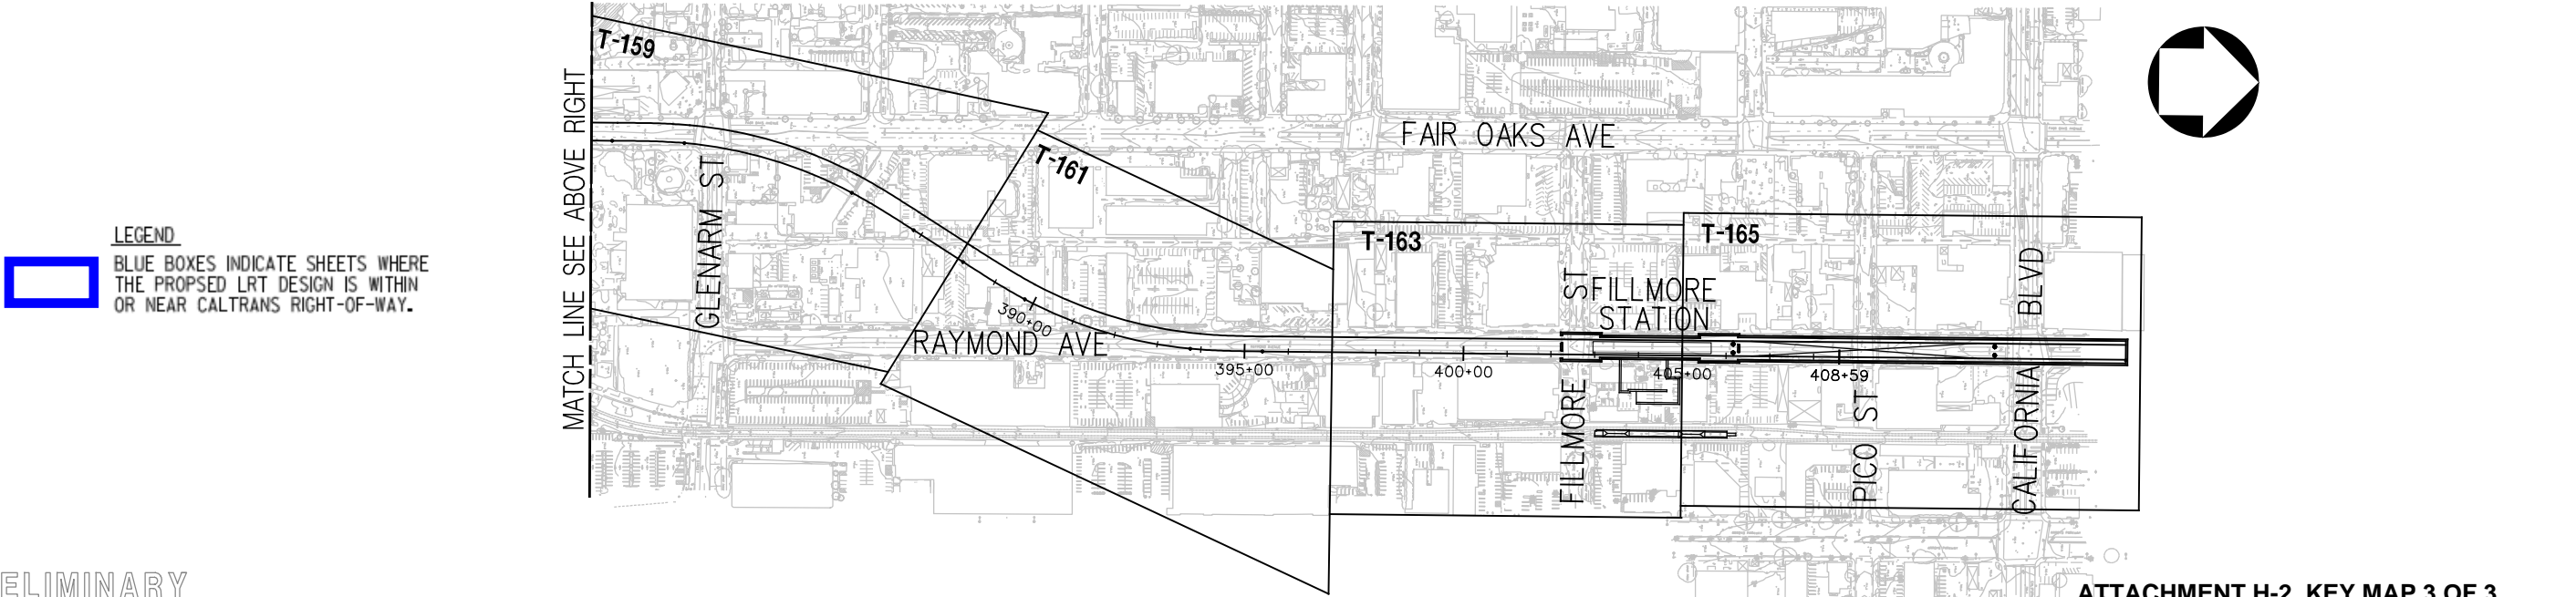 T-159
MATCH LINE SEE ABOVE RIGHT
GLENARM ST
T-161
FAIR OAKS AVE
T-163
T-165
LEGEND
BLUE BOXES INDICATE SHEETS WHERE
THE PROPSED LRT DESIGN IS WITHIN
OR NEAR CALTRANS RIGHT-OF-WAY.
390+00
RAYMOND AVE
395+00
400+00
FILLMORE ST
FILLMORE
STATION
405+00
408+59
PICO ST
CALIFORNIA BLVD
ELIMINARY
ATTACHMENT H-2 KEY MAP 3 OF 3